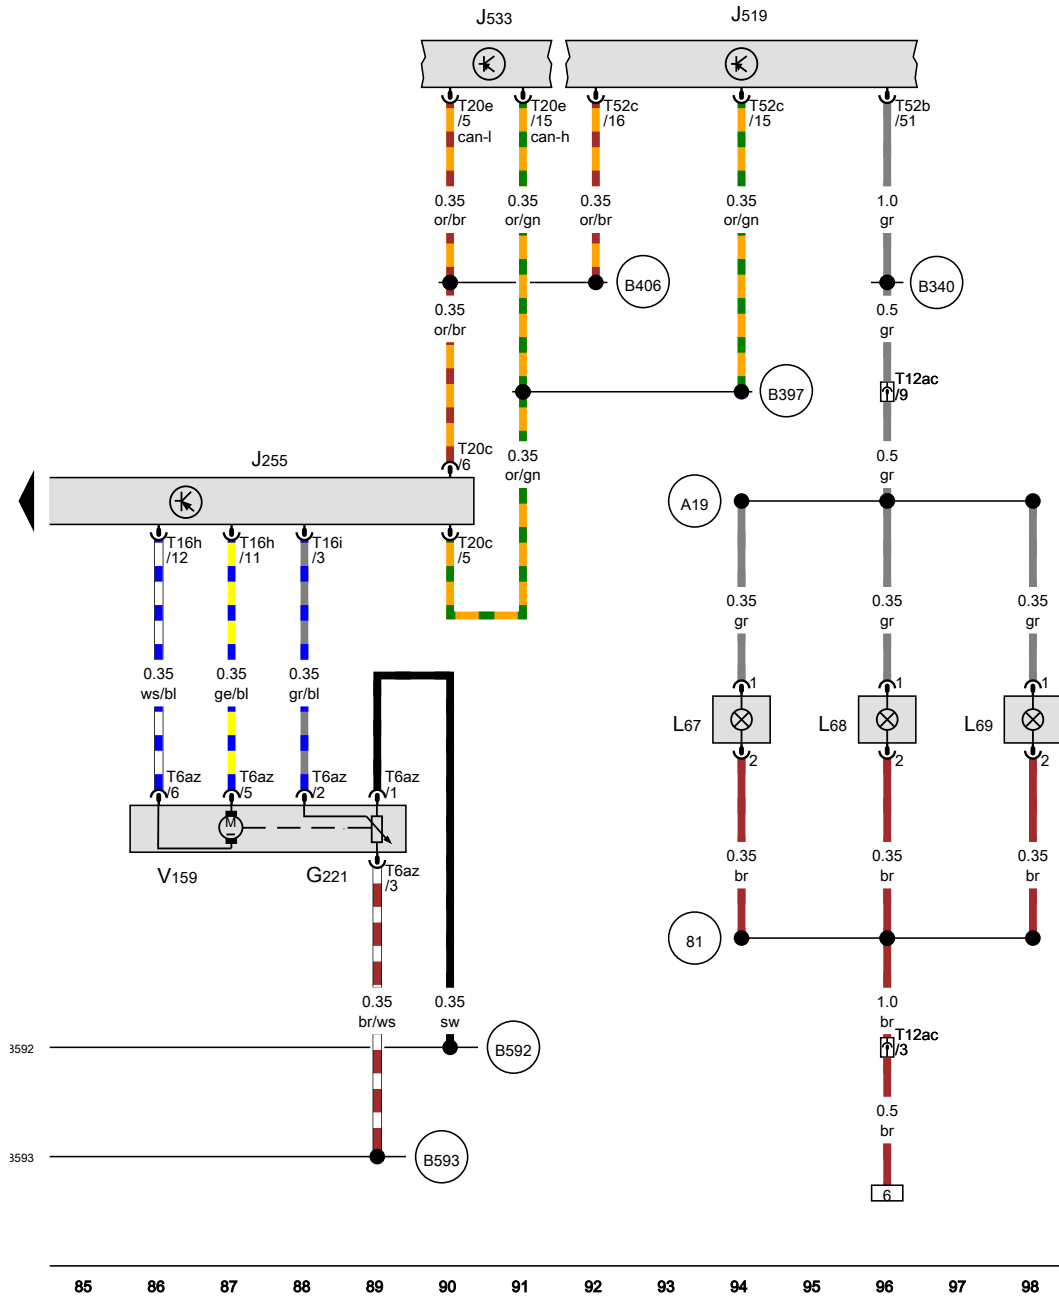 J533
J519
T20e
/5
can-l
T20e
/15
can-h
T52c
/16
T52c
/15
T52b
/51
0.35
or/br
0.35
or/gn
0.35
or/br
0.35
or/gn
1.0
gr
B406
B340
0.35
or/br
0.5
gr
T12ac
/9
B397
J255
T20c
/6
0.35
or/gn
0.5
gr
A19
T16h
/12
T16h
/11
T16i
/3
T20c
/5
0.35
gr
0.35
gr
0.35
gr
0.35
ws/bl
0.35
ge/bl
0.35
gr/bl
1
1
1
L67
L68
L69
2
2
2
T6az
/6
T6az
/5
T6az
/2
T6az
/1
M
V159
G221
T6az
/3
0.35
br
0.35
br
0.35
br
81
0.35
br/ws
0.35
sw
1.0
br
T12ac
/3
B592
B592
0.5
br
B593
B593
6
85 86 87 88 89 90 91 92 93 94 95 96 97 98